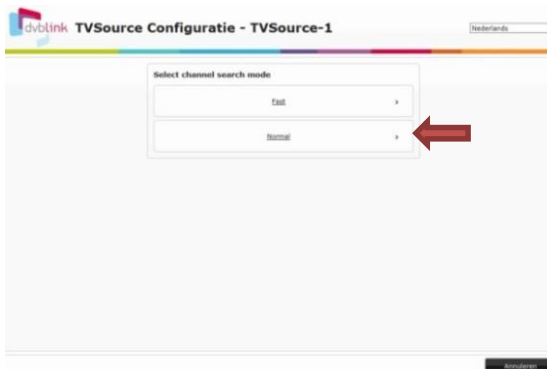 dvblink TVSource Configuratie - TVSource-1
Nederlands
Select channel search mode
Fast
Normal
Annuleren